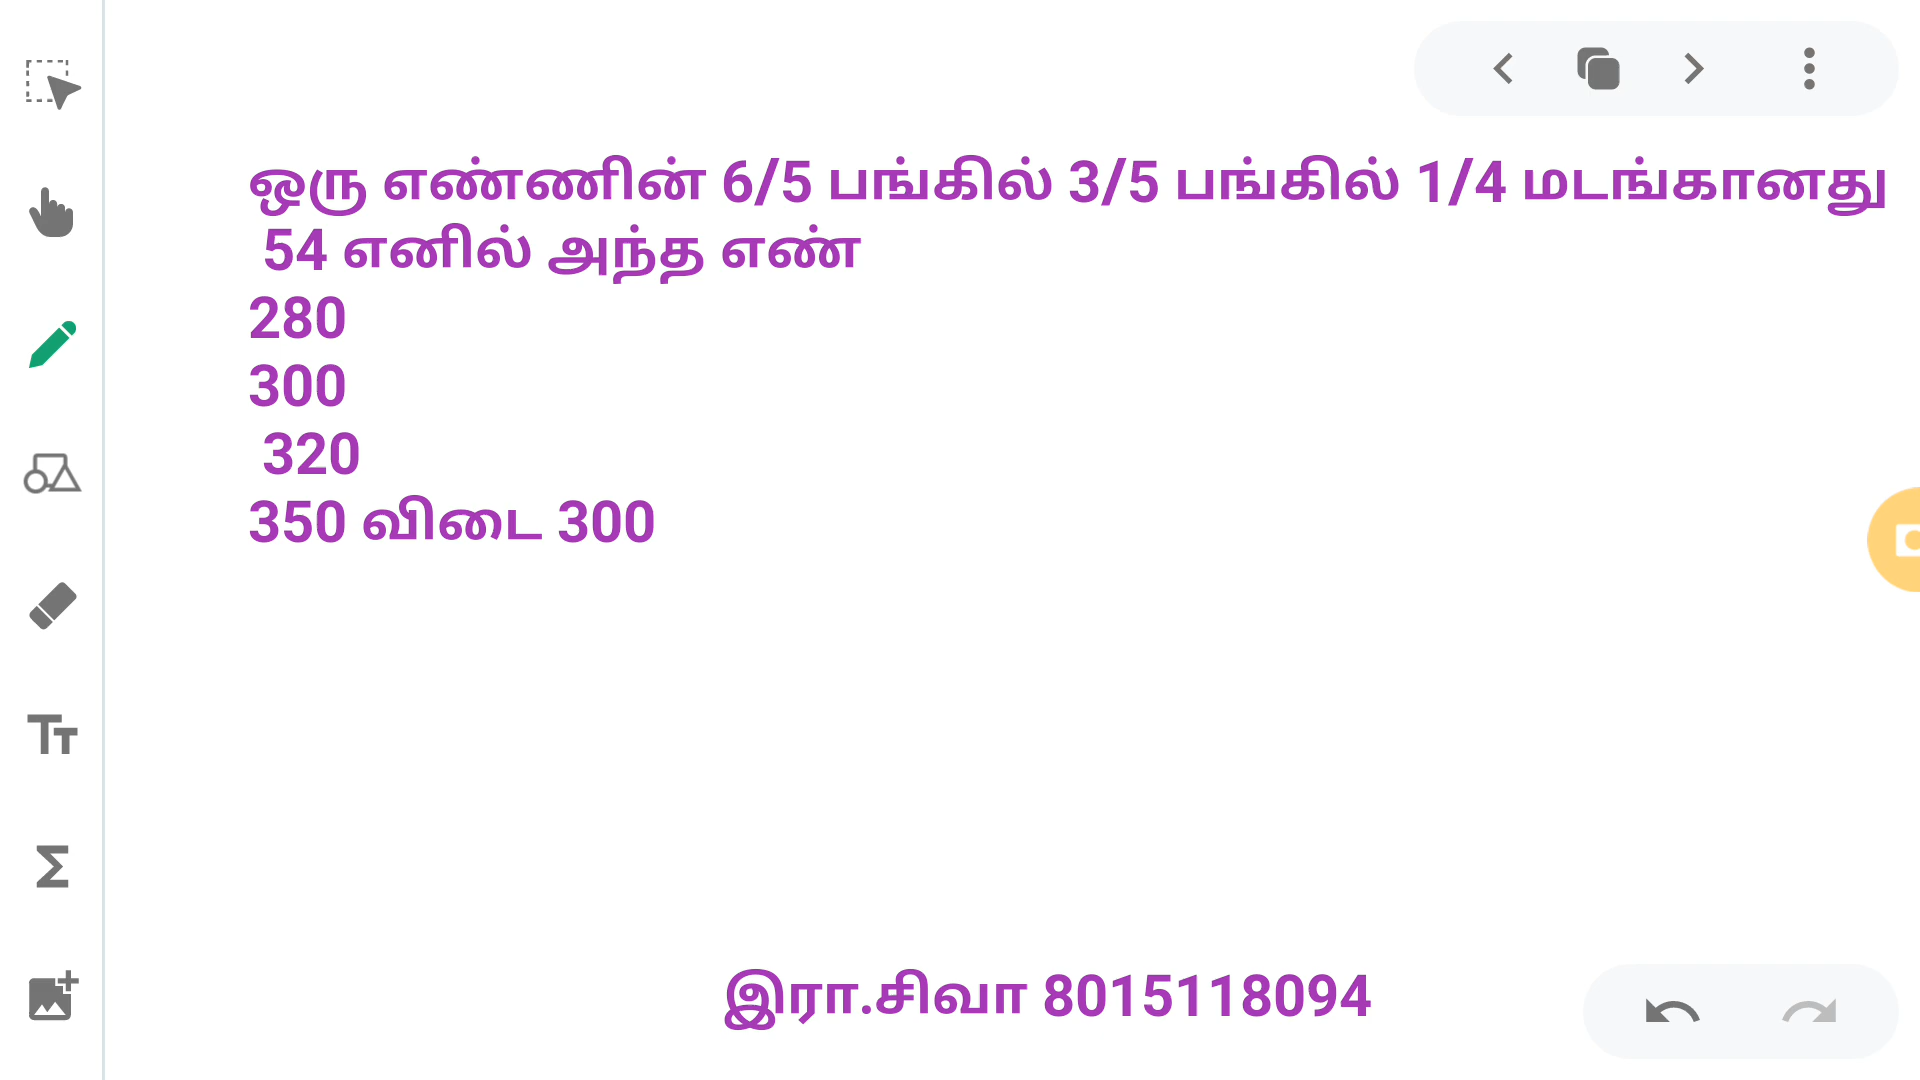 ஒரு எண்ணின் 6/5 பங்கில் 3/5 பங்கில் 1/4 மடங்கானது
54 எனில் அந்த எண்
280
300
320
350 விடை 300
இரா.சிவா 8015118094